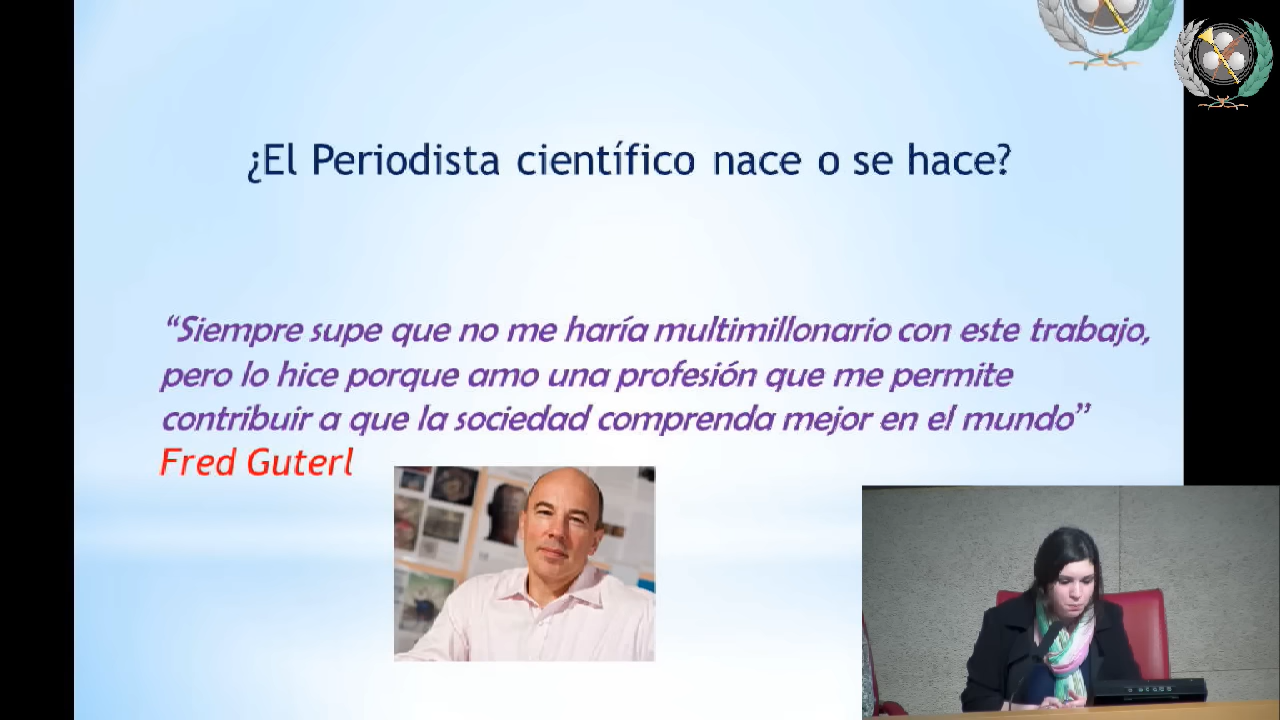 ¿El Periodista científico nace o se hace?
“Siempre supe que no me haría multimillonario con este trabajo,
pero lo hice porque amo una profesión que me permite
contribuir a que la sociedad comprenda mejor en el mundo”
Fred Guterl